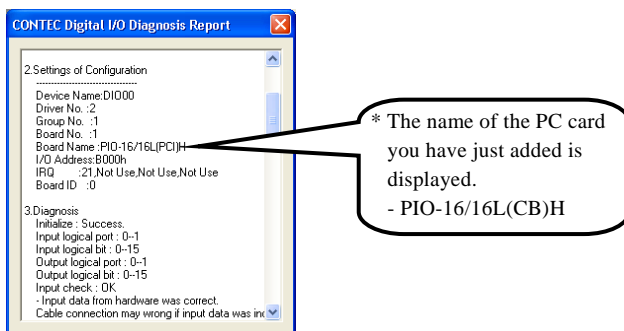 CONTEC Digital I/O Diagnosis Report
2.Settings of Configuration
----------------------------------
Device Name:DIO00
Driver No. :2
Group No. :1
Board No. :1
Board Name :PIO-16/16L(PCI)H
I/O Address:B000h
IRQ :21,Not Use,Not Use,Not Use
Board ID :0
3.Diagnosis
Initialize : Success.
Input logical port : 0--1
Input logical bit : 0--15
Output logical port : 0--1
Output logical bit : 0--15
Input check : OK
- Input data from hardware was correct.
Cable connection may wrong if input data was in
* The name of the PC card
you have just added is
displayed.
- PIO-16/16L(CB)H